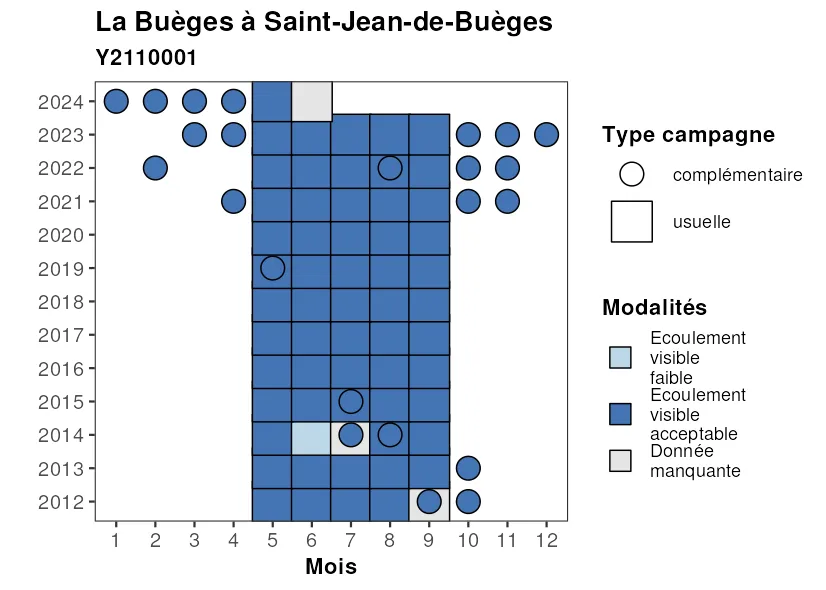 La Buèges à Saint-Jean-de-Buèges
Y2110001
2024
2023
2022
2021
2020
2019
2018
2017
2016
2015
2014
2013
2012
1 2 3 4 5 6 7 8 9 10 11 12
Mois
Type campagne
complémentaire
usuelle
Modalités
Ecoulement
visible
faible
Ecoulement
visible
acceptable
Donnée
manquante